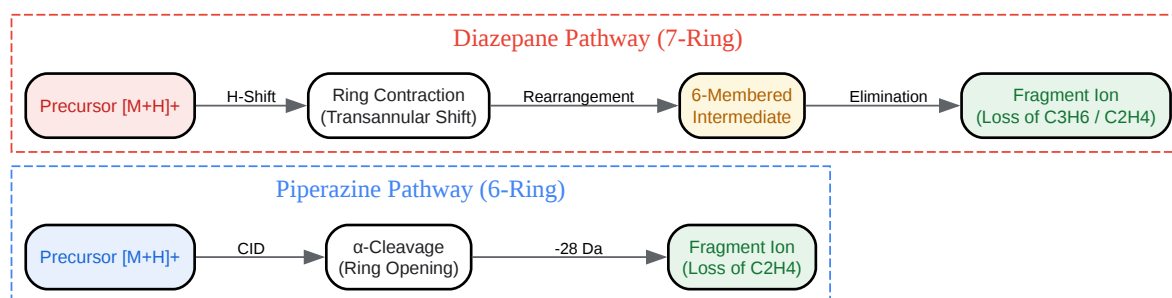 Diazepane Pathway (7-Ring)
Precursor [M+H]+
H-Shift
Ring Contraction
(Transannular Shift)
Rearrangement
6-Membered
Intermediate
Elimination
Fragment Ion
(Loss of C3H6 / C2H4)
Piperazine Pathway (6-Ring)
Precursor [M+H]+
CID
α-Cleavage
(Ring Opening)
-28 Da
Fragment Ion
(Loss of C2H4)